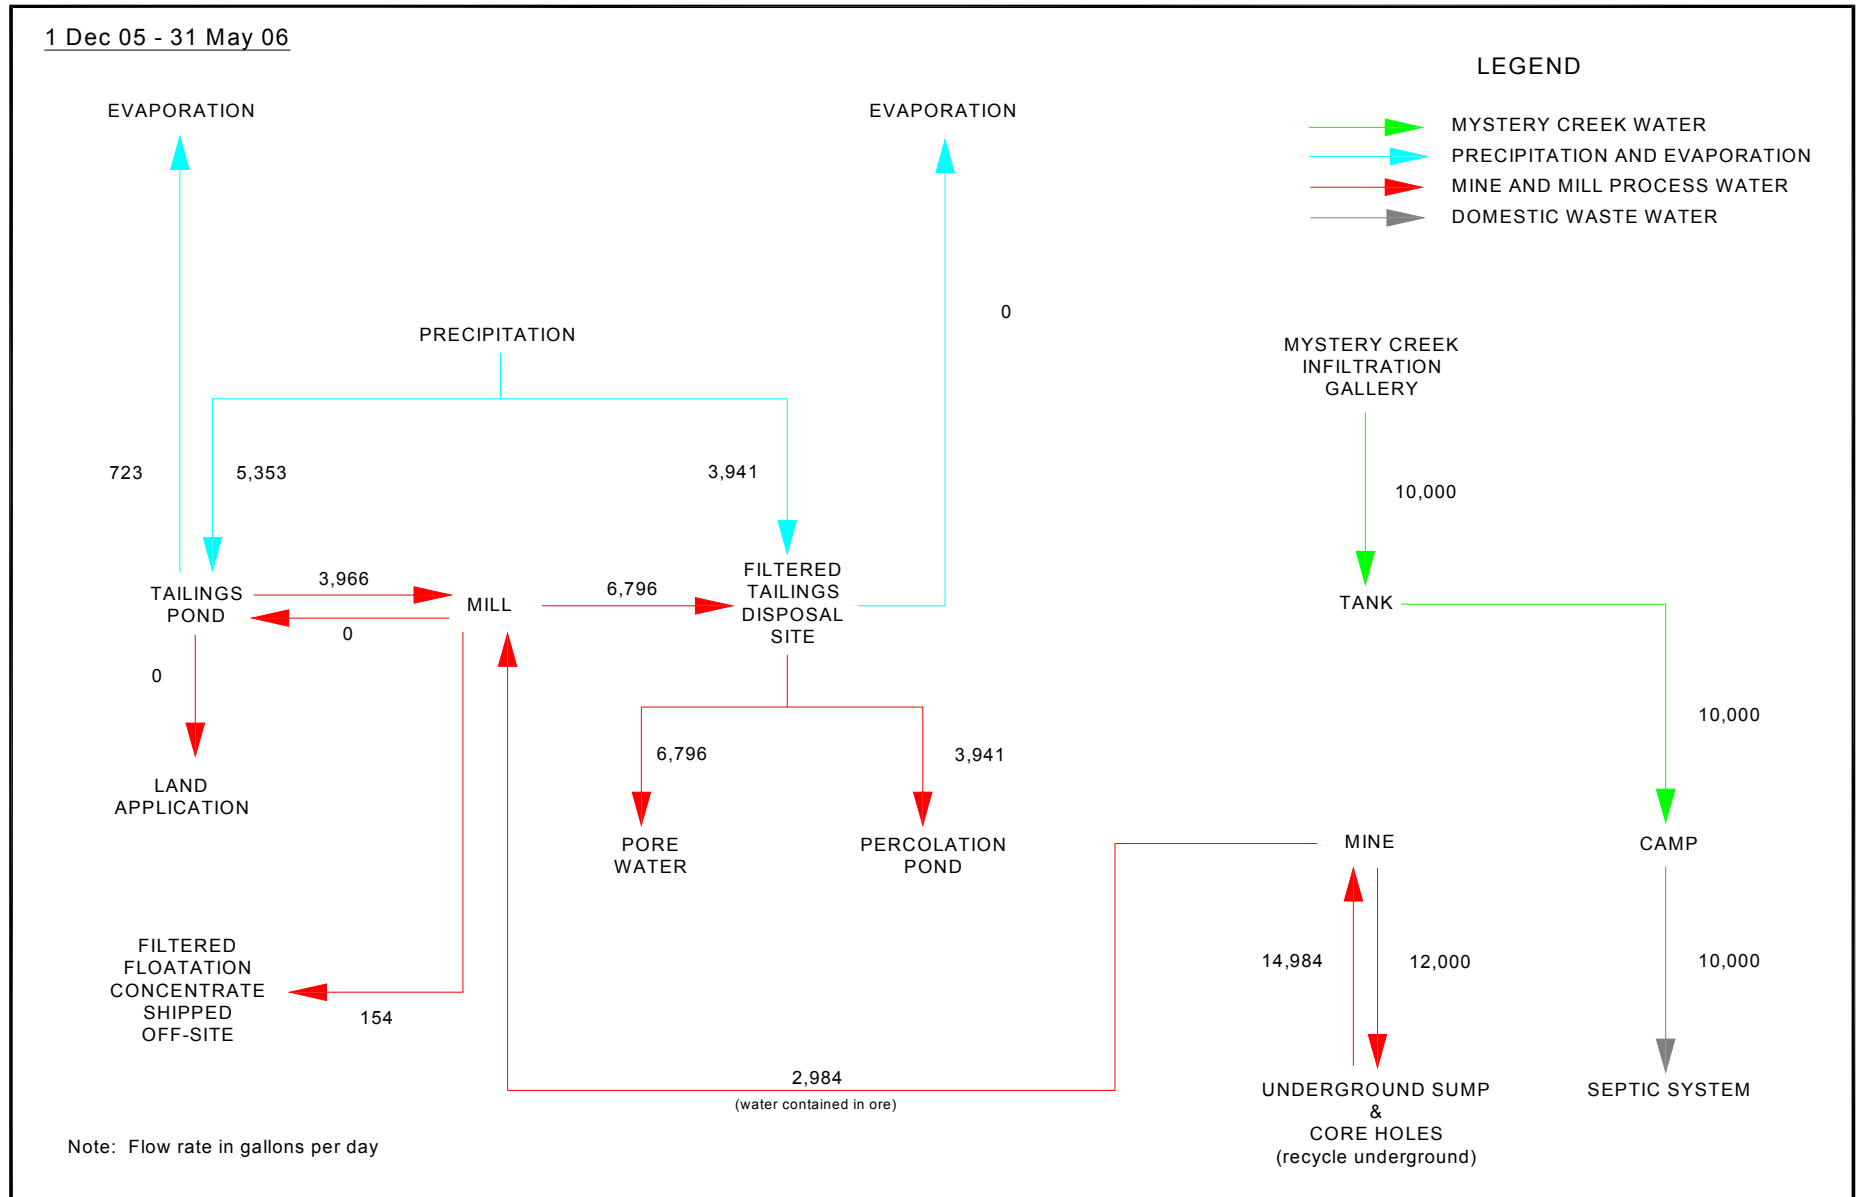 1 Dec 05 - 31 May 06
LEGEND
MYSTERY CREEK WATER
PRECIPITATION AND EVAPORATION
MINE AND MILL PROCESS WATER
DOMESTIC WASTE WATER
EVAPORATION
EVAPORATION
0
PRECIPITATION
723
5,353
3,941
MYSTERY CREEK
INFILTRATION
GALLERY
10,000
TAILINGS
POND
3,966
0
MILL
6,796
FILTERED
TAILINGS
DISPOSAL
SITE
TANK
10,000
0
LAND
APPLICATION
6,796
3,941
PORE
WATER
PERCOLATION
POND
MINE
CAMP
FILTERED
FLOATATION
CONCENTRATE
SHIPPED
OFF-SITE
154
14,984
12,000
10,000
2,984
(water contained in ore)
UNDERGROUND SUMP
&
CORE HOLES
(recycle underground)
SEPTIC SYSTEM
Note: Flow rate in gallons per day